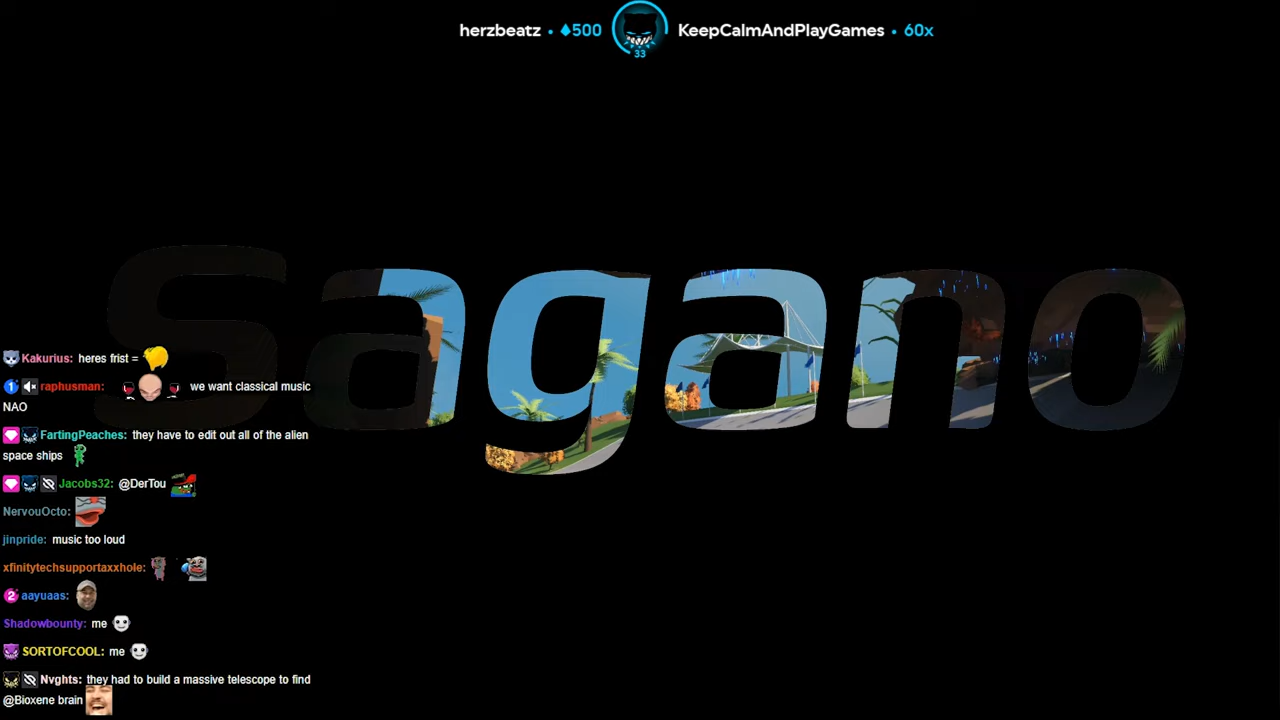 herzbeatz • 500
33
KeepCalmAndPlayGames • 60x
Sagano
Kakurius: heres frist =
raphusman: we want classical music
NAO
FartingPeaches: they have to edit out all of the alien
space ships
Jacobs32: @DerTou
NervouOcto:
jinpride: music too loud
xfinitytechsupportaxxhole:
aayuaas:
Shadowbounty: me
SORTOFCOOL: me
Nvghts: they had to build a massive telescope to find
@Bioxene brain